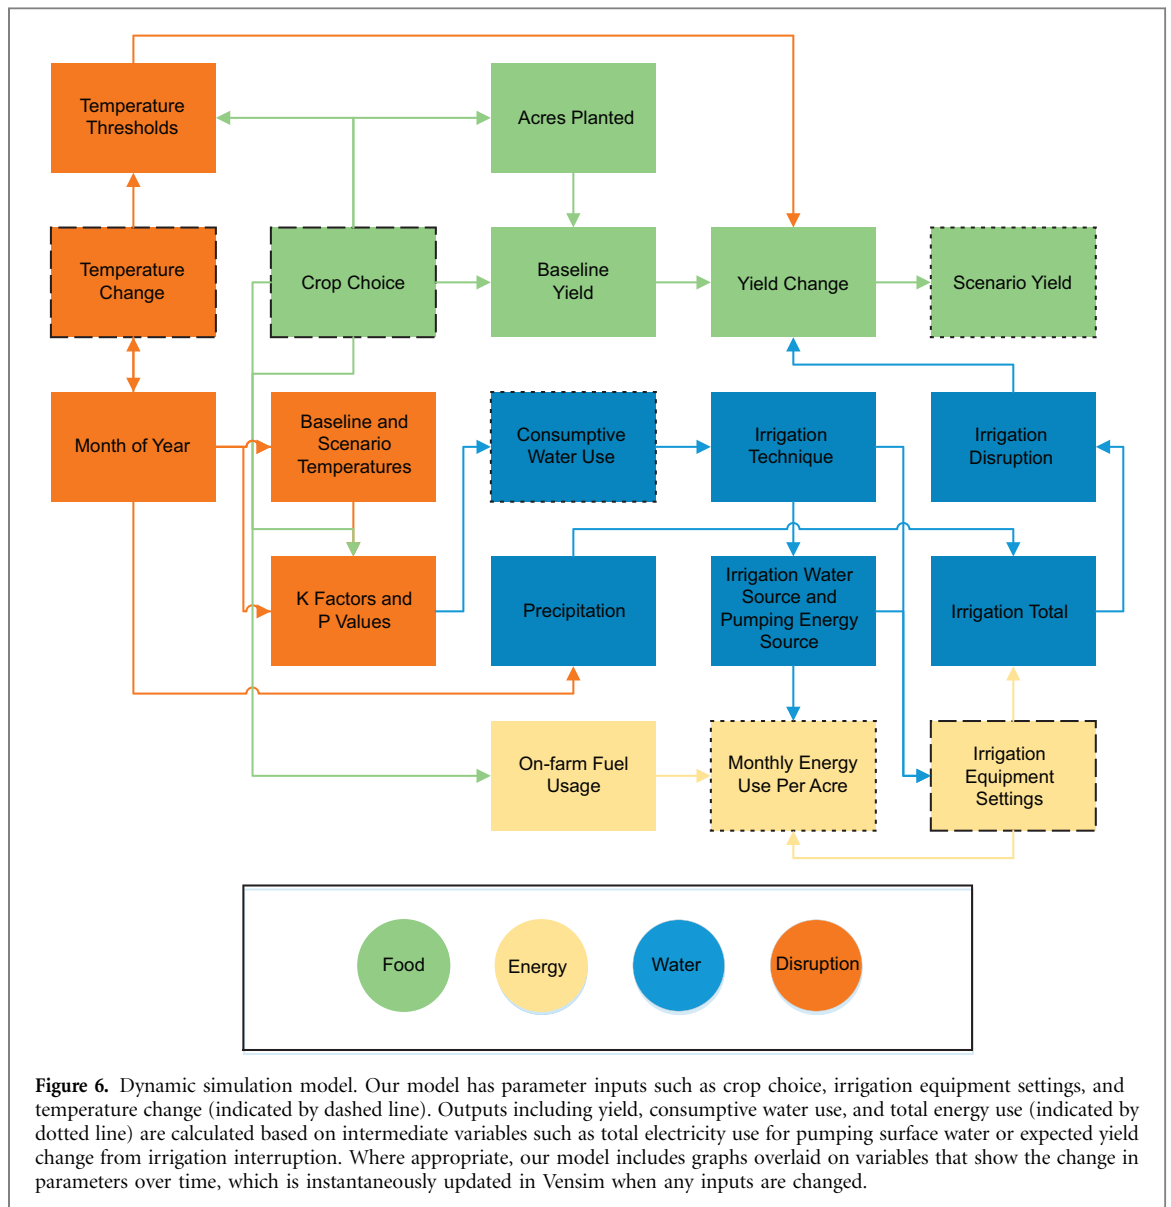 Temperature
Thresholds
Acres Planted
Temperature
Change
Crop Choice
Baseline
Yield
Yield Change
Scenario Yield
Month of Year
Baseline and
Scenario
Temperatures
Consumptive
Water Use
Irrigation
Technique
Irrigation
Disruption
K Factors and
P Values
Precipitation
Irrigation Water
Source and
Pumping Energy
Source
Irrigation Total
On-farm Fuel
Usage
Monthly Energy
Use Per Acre
Irrigation
Equipment
Settings
Food
Energy
Water
Disruption
Figure 6. Dynamic simulation model. Our model has parameter inputs such as crop choice, irrigation equipment settings, and
temperature change (indicated by dashed line). Outputs including yield, consumptive water use, and total energy use (indicated by
dotted line) are calculated based on intermediate variables such as total electricity use for pumping surface water or expected yield
change from irrigation interruption. Where appropriate, our model includes graphs overlaid on variables that show the change in
parameters over time, which is instantaneously updated in Vensim when any inputs are changed.